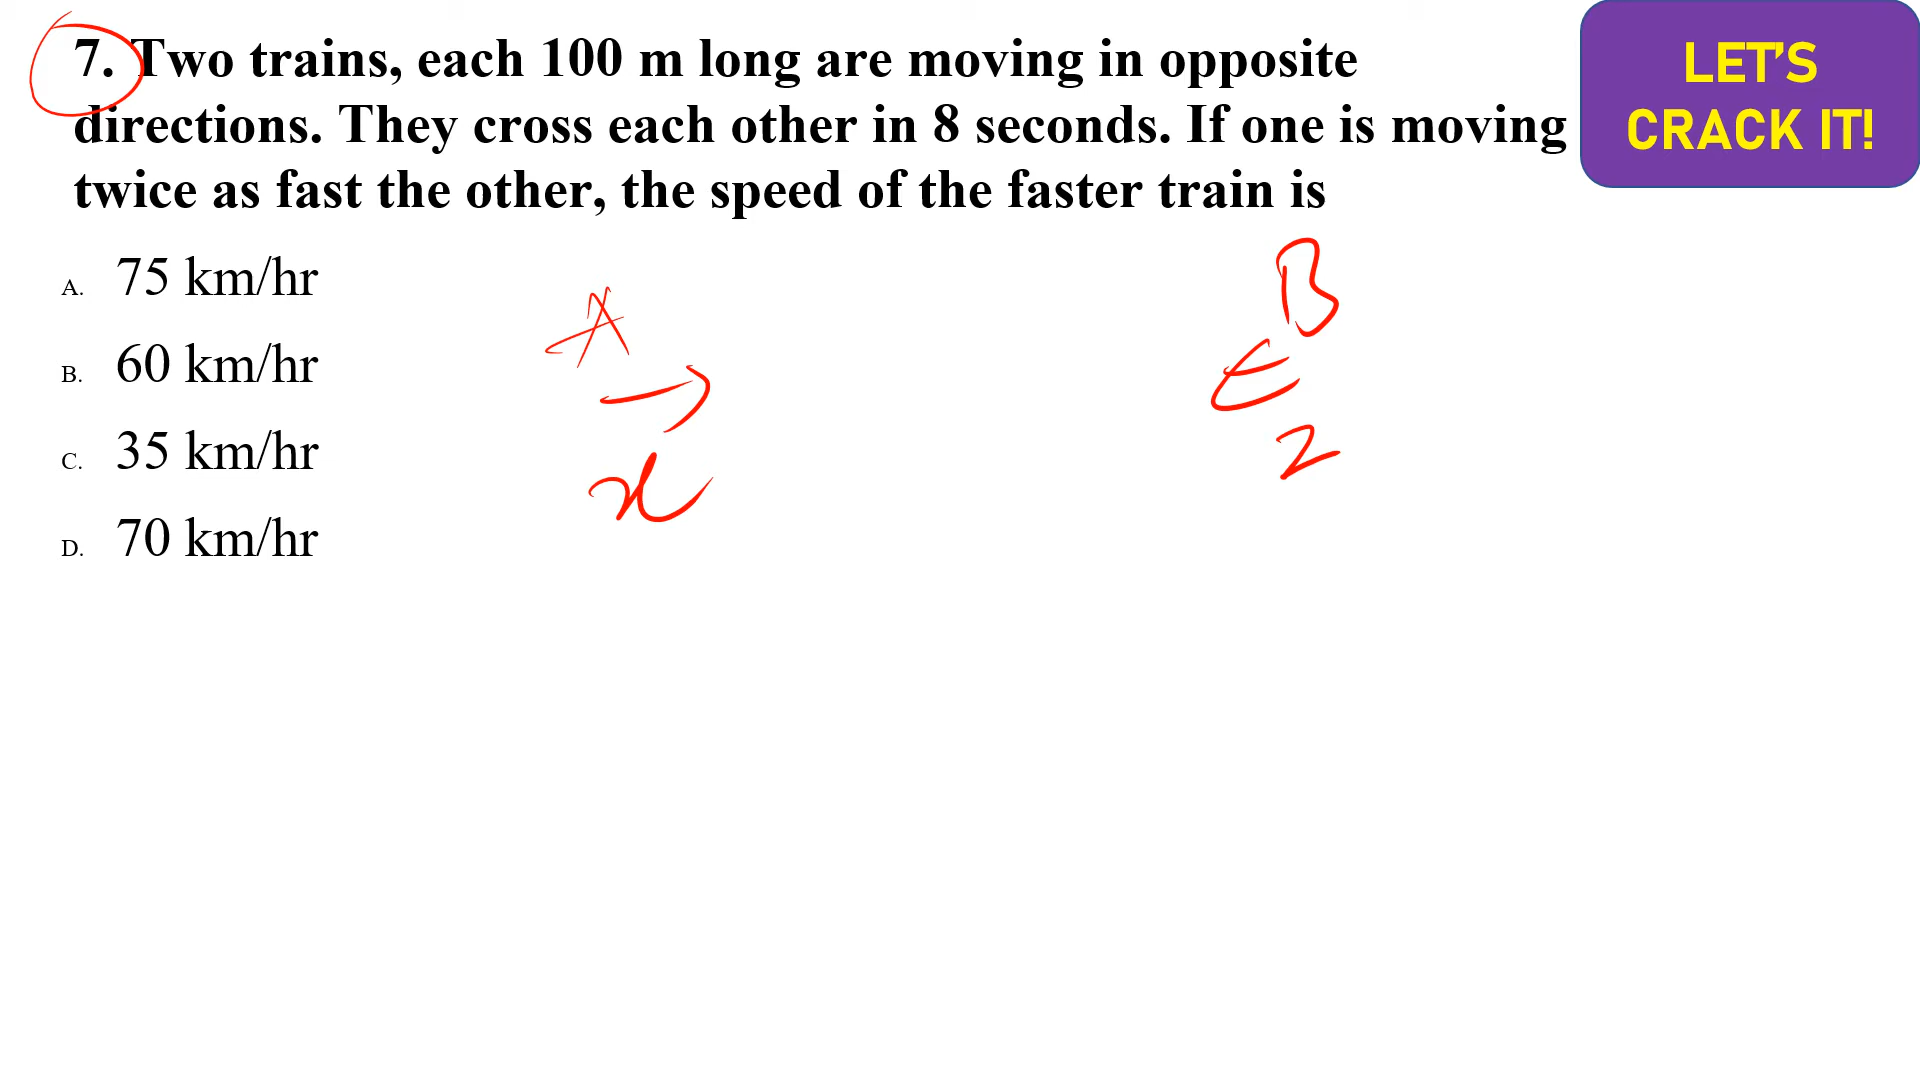 7. Two trains, each 100 m long are moving in opposite
directions. They cross each other in 8 seconds. If one is moving
twice as fast the other, the speed of the faster train is
LET'S
CRACK IT!
A. 75 km/hr
B. 60 km/hr
C. 35 km/hr
D. 70 km/hr
A
x
B
2